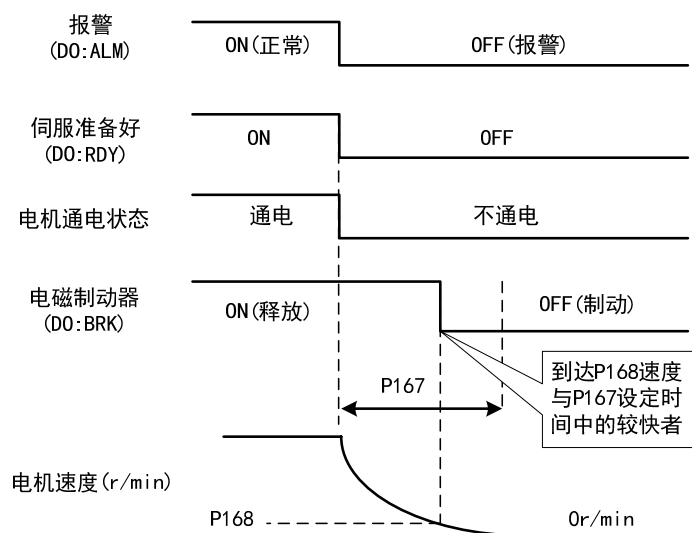 报警
(DO:ALM)
ON(正常)
OFF(报警)
伺服准备好
(DO:RDY)
ON
OFF
电机通电状态
通电
不通电
电磁制动器
(DO:BRK)
ON(释放)
OFF(制动)
P167
到达P168速度
与P167设定时
间中的较快者
电机速度(r/min)
P168
0r/min